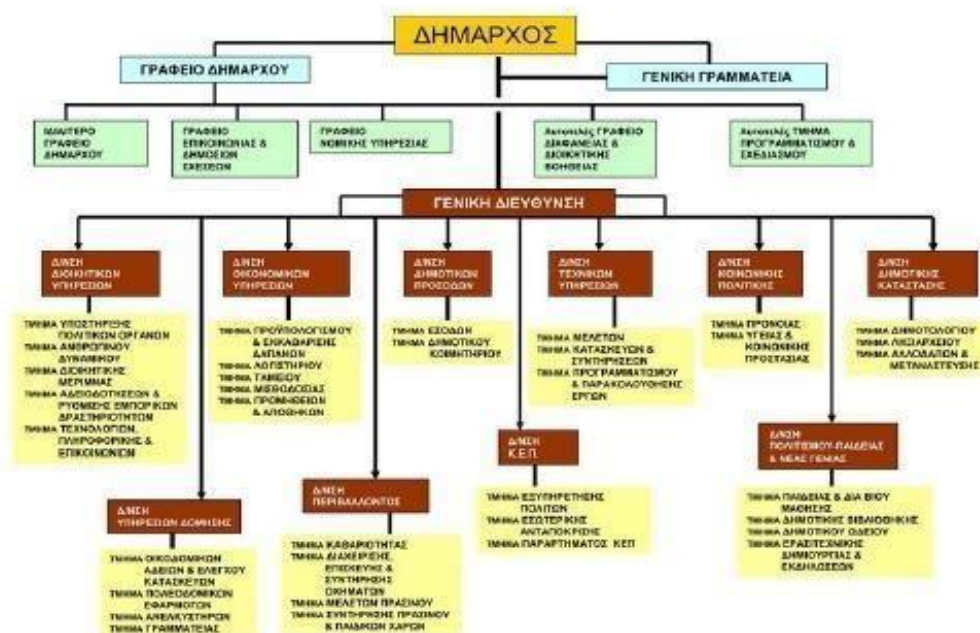 ΔΗΜΑΡΧΟΣ
ΓΡΑΦΕΙΟ ΔΗΜΑΡΧΟΥ
ΓΕΝΙΚΗ ΓΡΑΜΜΑΤΕΙΑ
ΙΔΙΑΙΤΕΡΟ
ΓΡΑΦΕΙΟ
ΔΗΜΑΡΧΟΥ
ΓΡΑΦΕΙΟ
ΕΠΙΚΟΙΝΩΝΙΑΣ &
ΔΗΜΟΣΙΩΝ
ΣΧΕΣΕΩΝ
ΓΡΑΦΕΙΟ
ΝΟΜΙΚΗΣ ΥΠΗΡΕΣΙΑΣ
Αυτοτελές ΓΡΑΦΕΙΟ
ΔΙΑΦΑΝΕΙΑΣ &
ΔΙΟΙΚΗΤΙΚΗΣ
ΒΟΗΘΕΙΑΣ
Αυτοτελές ΤΜΗΜΑ
ΠΡΟΓΡΑΜΜΑΤΙΣΜΟΥ &
ΣΧΕΔΙΑΣΜΟΥ
ΓΕΝΙΚΗ ΔΙΕΥΘΥΝΣΗ
Δ/ΝΣΗ
ΔΙΟΙΚΗΤΙΚΩΝ
ΥΠΗΡΕΣΙΩΝ
ΤΜΗΜΑ ΥΠΟΣΤΗΡΙΞΗΣ
ΠΟΛΙΤΙΚΩΝ ΟΡΓΑΝΩΝ
ΤΜΗΜΑ ΑΝΘΡΩΠΙΝΟΥ
ΔΥΝΑΜΙΚΟΥ
ΤΜΗΜΑ ΔΙΟΙΚΗΤΙΚΗΣ
ΜΕΡΙΜΝΑΣ
ΤΜΗΜΑ ΑΔΕΙΟΔΟΤΗΣΕΩΝ &
ΡΥΘΜΙΣΗΣ ΕΜΠΟΡΙΚΩΝ
ΔΡΑΣΤΗΡΙΟΤΗΤΩΝ
ΤΜΗΜΑ ΤΕΧΝΟΛΟΓΙΩΝ,
ΠΛΗΡΟΦΟΡΙΚΗΣ &
ΕΠΙΚΟΙΝΩΝΙΩΝ
Δ/ΝΣΗ
ΟΙΚΟΝΟΜΙΚΩΝ
ΥΠΗΡΕΣΙΩΝ
ΤΜΗΜΑ ΠΡΟΫΠΟΛΟΓΙΣΜΟΥ
& ΕΚΚΑΘΑΡΙΣΗΣ
ΔΑΠΑΝΩΝ
ΤΜΗΜΑ ΛΟΓΙΣΤΗΡΙΟΥ
ΤΜΗΜΑ ΤΑΜΕΙΟΥ
ΤΜΗΜΑ ΜΙΣΘΟΔΟΣΙΑΣ
ΤΜΗΜΑ ΠΡΟΜΗΘΕΙΩΝ
& ΑΠΟΘΗΚΩΝ
Δ/ΝΣΗ
ΔΗΜΟΤΙΚΩΝ
ΠΡΟΣΟΔΩΝ
ΤΜΗΜΑ ΕΣΟΔΩΝ
ΤΜΗΜΑ ΔΗΜΟΤΙΚΟΥ
ΚΟΙΜΗΤΗΡΙΟΥ
Δ/ΝΣΗ
ΤΕΧΝΙΚΩΝ
ΥΠΗΡΕΣΙΩΝ
ΤΜΗΜΑ ΜΕΛΕΤΩΝ
ΤΜΗΜΑ ΚΑΤΑΣΚΕΥΩΝ &
ΣΥΝΤΗΡΗΣΕΩΝ
ΤΜΗΜΑ ΠΡΟΓΡΑΜΜΑΤΙΣΜΟΥ
& ΠΑΡΑΚΟΛΟΥΘΗΣΗΣ
ΕΡΓΩΝ
Δ/ΝΣΗ
ΚΟΙΝΩΝΙΚΗΣ
ΠΟΛΙΤΙΚΗΣ
ΤΜΗΜΑ ΠΡΟΝΟΙΑΣ
ΤΜΗΜΑ ΥΓΕΙΑΣ &
ΚΟΙΝΩΝΙΚΗΣ
ΠΡΟΣΤΑΣΙΑΣ
Δ/ΝΣΗ
ΔΗΜΟΤΙΚΗΣ
ΚΑΤΑΣΤΑΣΗΣ
ΤΜΗΜΑ ΔΗΜΟΤΟΛΟΓΙΟΥ
ΤΜΗΜΑ ΛΗΞΙΑΡΧΕΙΟΥ
ΤΜΗΜΑ ΑΛΛΟΔΑΠΩΝ &
ΜΕΤΑΝΑΣΤΕΥΣΗΣ
Δ/ΝΣΗ
ΥΠΗΡΕΣΙΩΝ ΔΟΜΗΣΗΣ
ΤΜΗΜΑ ΟΙΚΟΔΟΜΙΚΩΝ
ΑΔΕΙΩΝ & ΕΛΕΓΧΟΥ
ΚΑΤΑΣΚΕΥΩΝ
ΤΜΗΜΑ ΠΟΛΕΟΔΟΜΙΚΩΝ
ΕΦΑΡΜΟΓΩΝ
ΤΜΗΜΑ ΑΝΕΛΚΥΣΤΗΡΩΝ
ΤΜΗΜΑ ΓΡΑΜΜΑΤΕΙΑΣ
Δ/ΝΣΗ
ΠΕΡΙΒΑΛΛΟΝΤΟΣ
ΤΜΗΜΑ ΚΑΘΑΡΙΟΤΗΤΑΣ
ΤΜΗΜΑ ΔΙΑΧΕΙΡΙΣΗΣ,
ΕΠΙΣΚΕΥΗΣ &
ΣΥΝΤΗΡΗΣΗΣ
ΟΧΗΜΑΤΩΝ
ΤΜΗΜΑ ΜΕΛΕΤΩΝ ΠΡΑΣΙΝΟΥ
ΤΜΗΜΑ ΣΥΝΤΗΡΗΣΗΣ ΠΡΑΣΙΝΟΥ
& ΠΑΙΔΙΚΩΝ ΧΑΡΩΝ
Δ/ΝΣΗ
Κ.Ε.Π.
ΤΜΗΜΑ ΕΞΥΠΗΡΕΤΗΣΗΣ
ΠΟΛΙΤΩΝ
ΤΜΗΜΑ ΕΣΩΤΕΡΙΚΗΣ
ΑΝΤΑΠΟΚΡΙΣΗΣ
ΤΜΗΜΑ ΠΑΡΑΡΤΗΜΑΤΟΣ ΚΕΠ
Δ/ΝΣΗ
ΠΟΛΙΤΙΣΜΟΥ-ΠΑΙΔΕΙΑΣ
& ΝΕΑΣ ΓΕΝΙΑΣ
ΤΜΗΜΑ ΠΑΙΔΕΙΑΣ & ΔΙΑ ΒΙΟΥ
ΜΑΘΗΣΗΣ
ΤΜΗΜΑ ΔΗΜΟΤΙΚΗΣ ΒΙΒΛΙΟΘΗΚΗΣ
ΤΜΗΜΑ ΔΗΜΟΤΙΚΟΥ ΩΔΕΙΟΥ
ΤΜΗΜΑ ΕΡΑΣΙΤΕΧΝΙΚΗΣ
ΔΗΜΙΟΥΡΓΙΑΣ &
ΕΚΔΗΛΩΣΕΩΝ